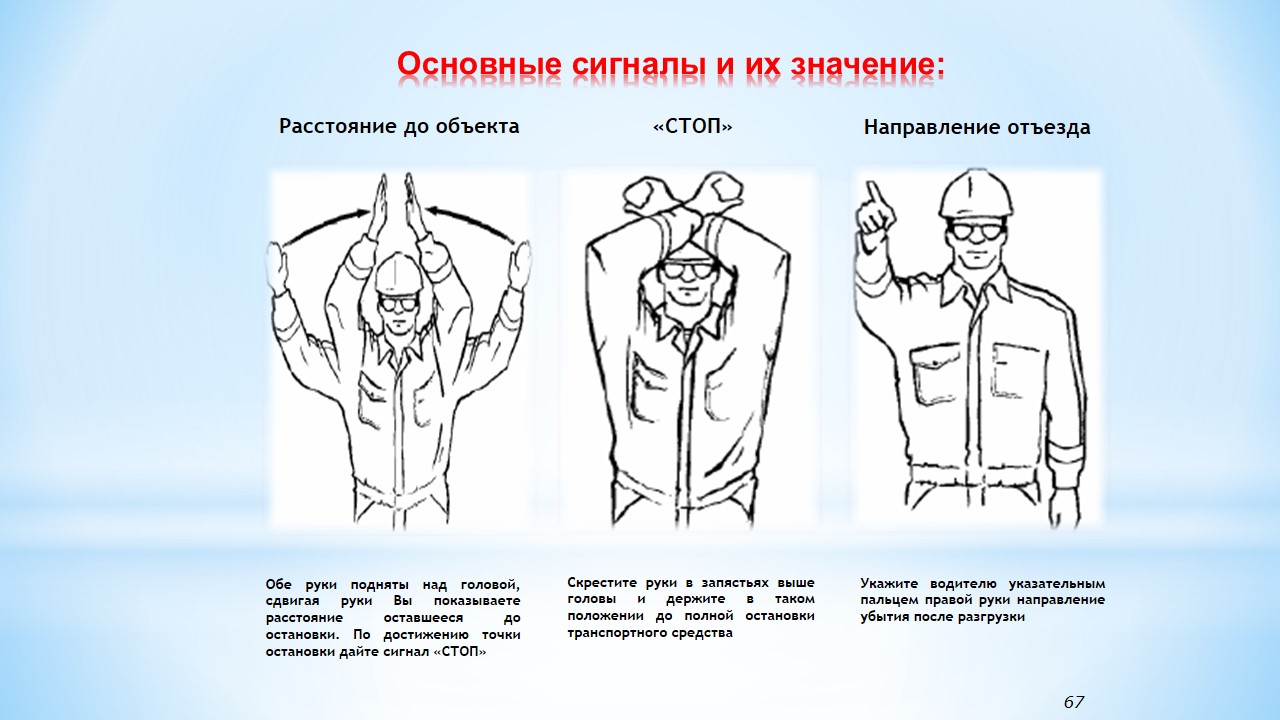 Основные сигналы и их значение:
Расстояние до объекта
«СТОП»
Направление отъезда
Обе руки подняты над головой,
сдвигая руки Вы показываете
расстояние оставшееся до
остановки. По достижению точки
остановки дайте сигнал «СТОП»
Скрестите руки в запястьях выше
головы и держите в таком
положении до полной остановки
транспортного средства
Укажите водителю указательным
пальцем правой руки направление
убытия после разгрузки
67